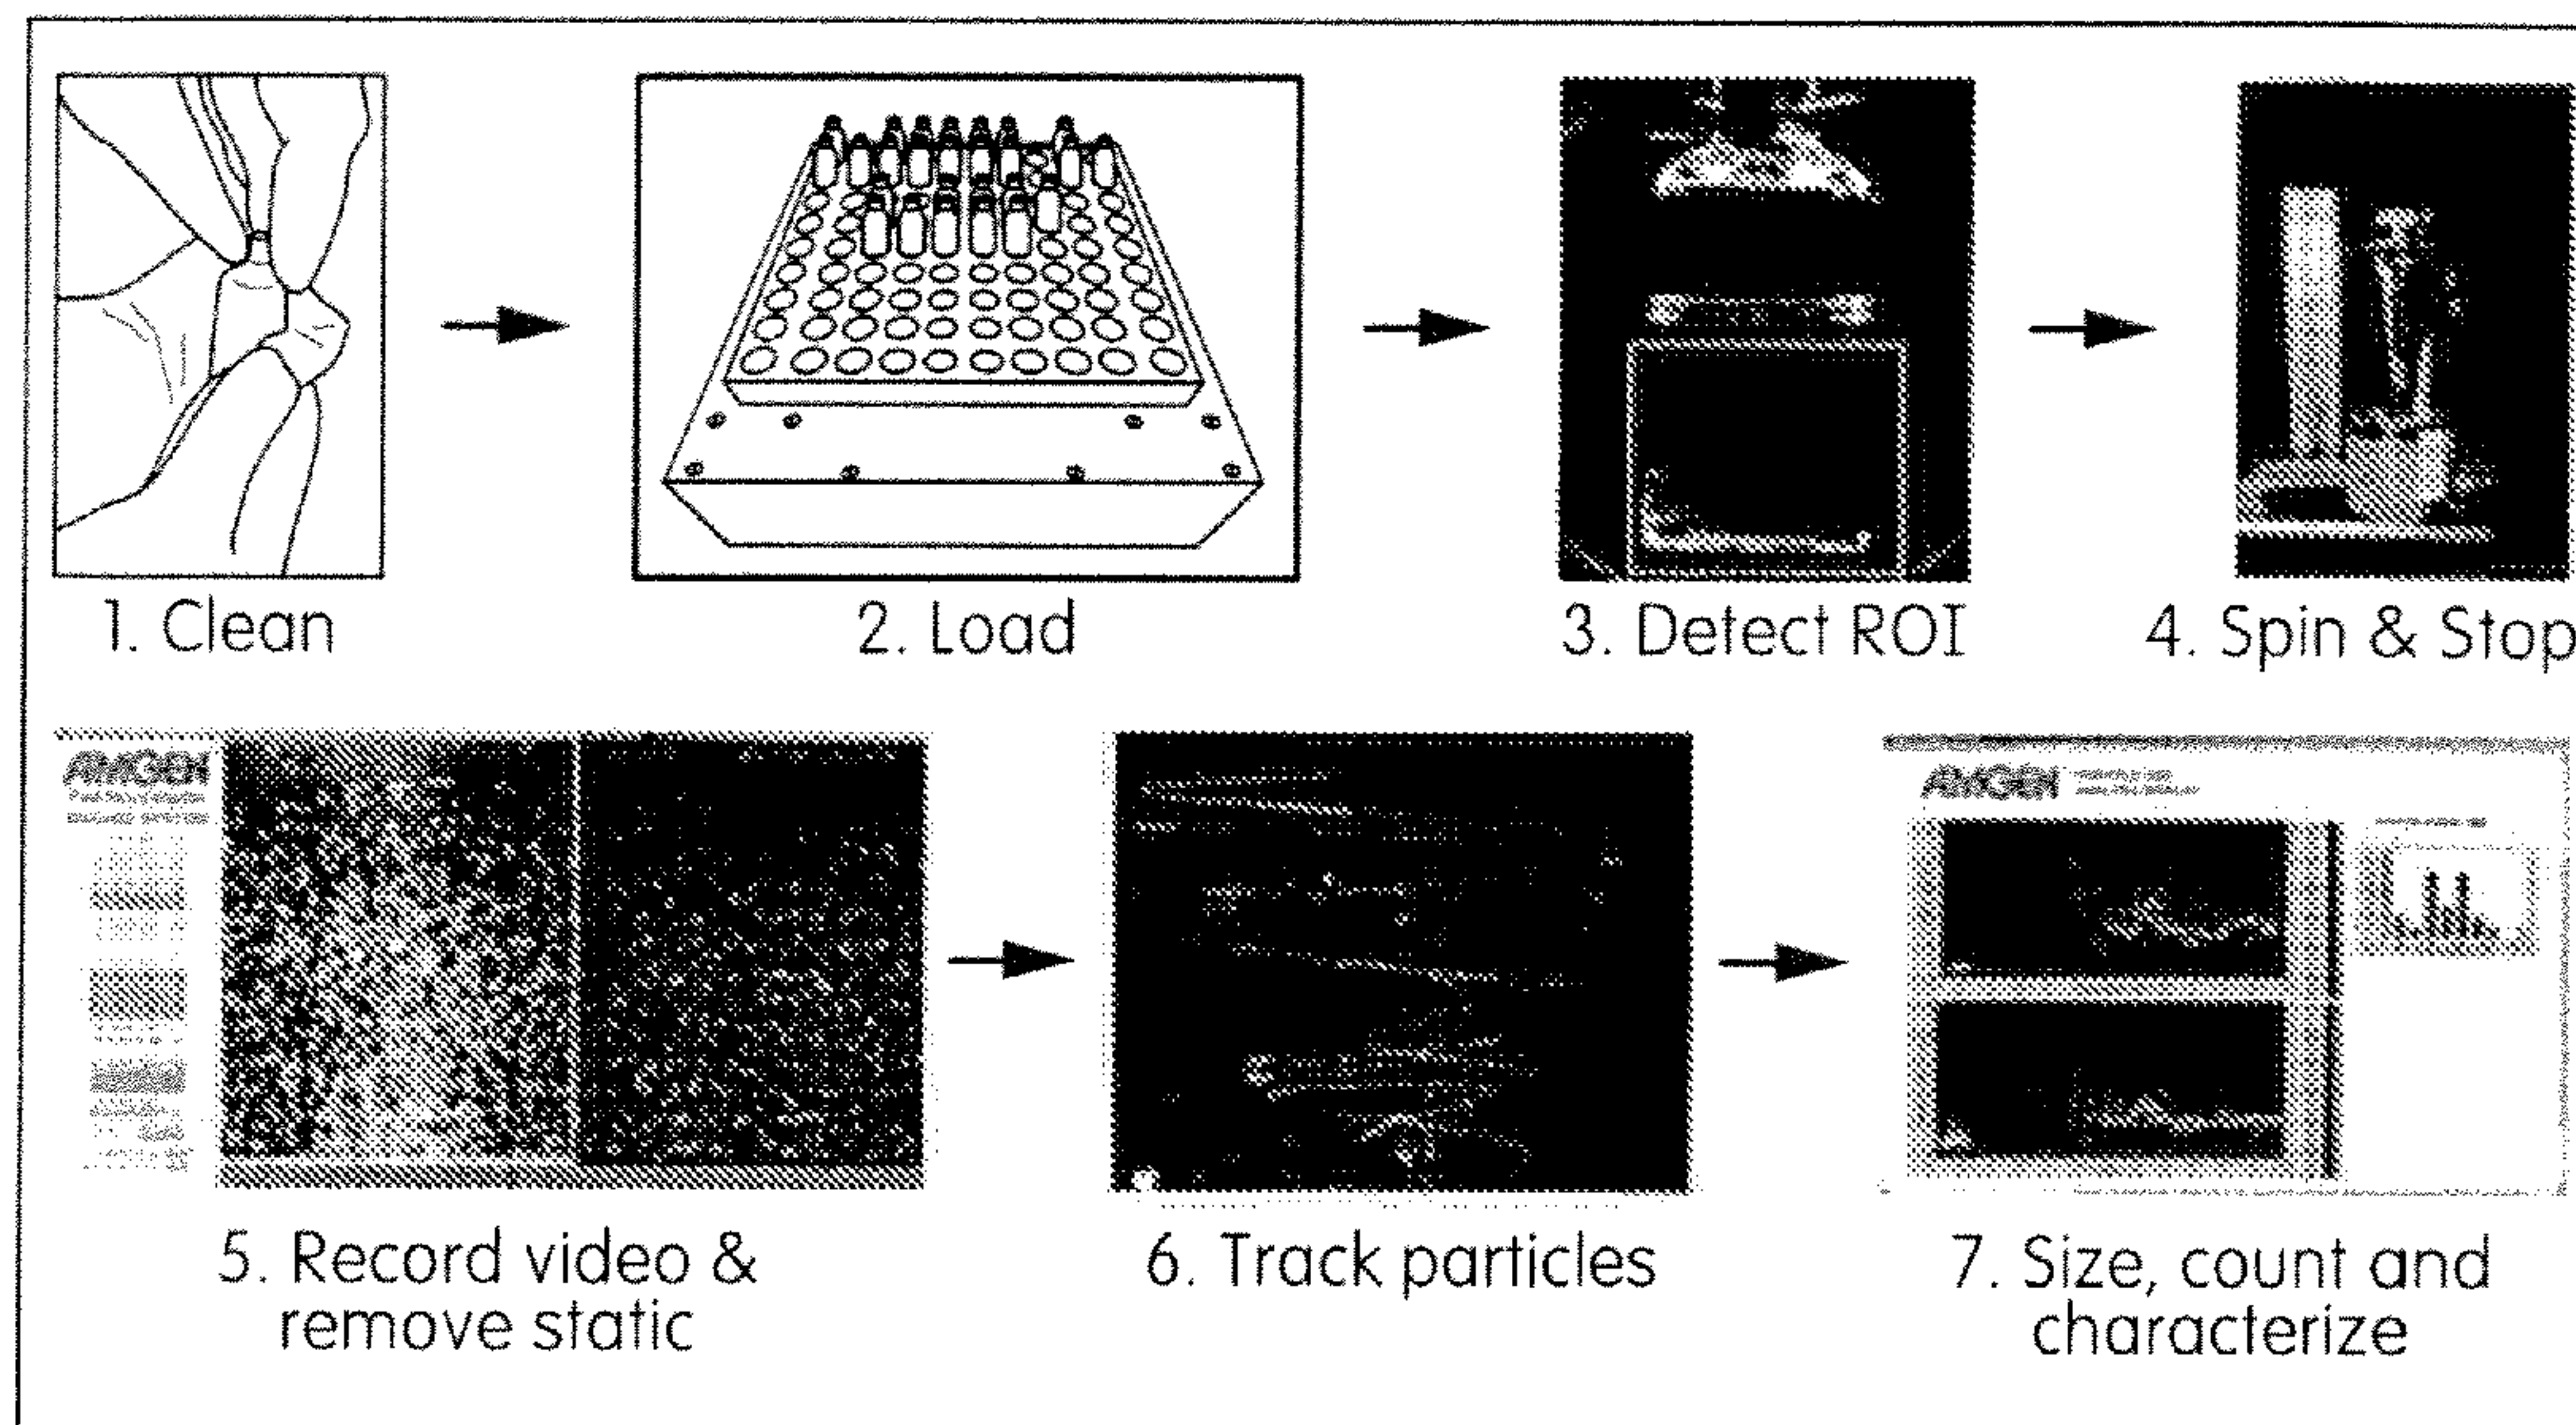 1. Clean
2. Load
3. Detect ROI
4. Spin & Stop
AMGEN
5. Record video &
remove static
6. Track particles
AMGEN
7. Size, count and
characterize